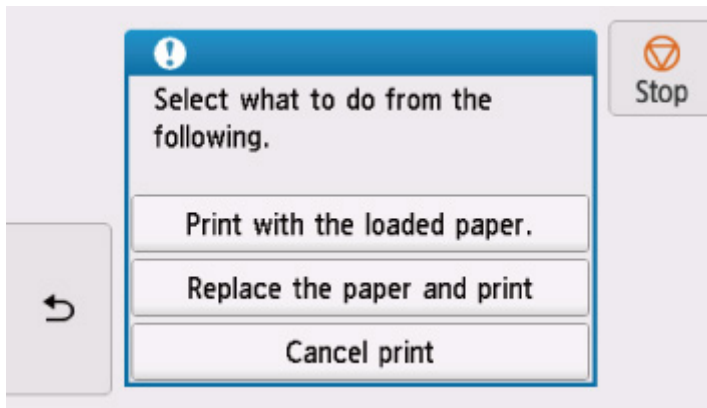 Select what to do from the
following.
Stop
Print with the loaded paper.
Replace the paper and print
Cancel print